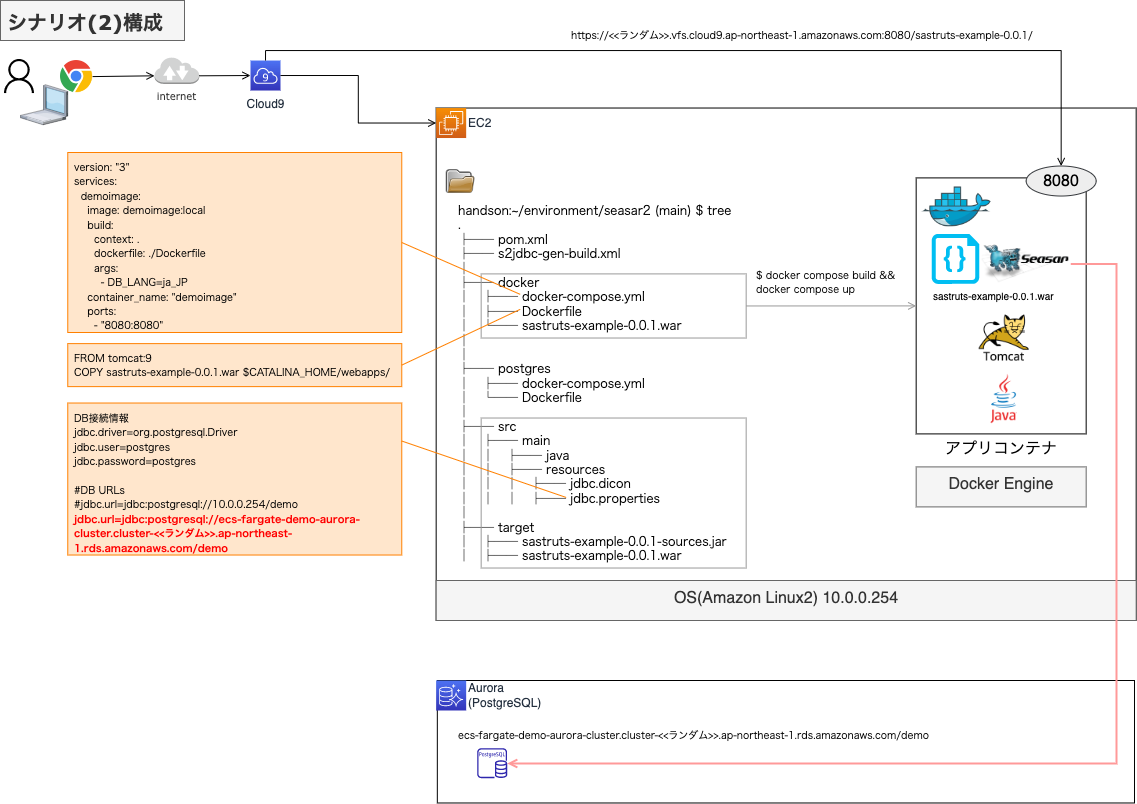 シナリオ(2)構成
https://<<ランダム>>.vfs.cloud9.ap-northeast-1.amazonaws.com:8080/sastruts-example-0.0.1/
internet
9
Cloud9
EC2
8080
version: "3"
services:
demoimage:
image: demoimage:local
build:
context: .
dockerfile: ./Dockerfile
args:
- DB_LANG=ja_JP
container_name: "demoimage"
ports:
- "8080:8080"
FROM tomcat:9
COPY sastruts-example-0.0.1.war $CATALINA_HOME/webapps/
DB接続情報
jdbc.driver=org.postgresql.Driver
jdbc.user=postgres
jdbc.password=postgres
#DB URLs
#jdbc.url=jdbc:postgresql://10.0.0.254/demo
jdbc.url=jdbc:postgresql://ecs-fargate-demo-aurora-
cluster.cluster-<<ランダム>>.ap-northeast-
1.rds.amazonaws.com/demo
handson:~/environment/seasar2 (main) $ tree
.
├── pom.xml
├── s2jdbc-gen-build.xml
├── docker
│   ├── docker-compose.yml
│   ├── Dockerfile
│   └── sastruts-example-0.0.1.war
├── postgres
│   ├── docker-compose.yml
│   └── Dockerfile
├── src
│   ├── main
│   │   ├── java
│   │   ├── resources
│   │   │   ├── jdbc.dicon
│   │   │   ├── jdbc.properties
├── target
│   ├── sastruts-example-0.0.1-sources.jar
│   ├── sastruts-example-0.0.1.war
$ docker compose build &&
docker compose up
{ }
Seasar
sastruts-example-0.0.1.war
Tomcat
Java
アプリコンテナ
Docker Engine
OS(Amazon Linux2) 10.0.0.254
Aurora
(PostgreSQL)
ecs-fargate-demo-aurora-cluster.cluster-<<ランダム>>.ap-northeast-1.rds.amazonaws.com/demo
PostgreSQL